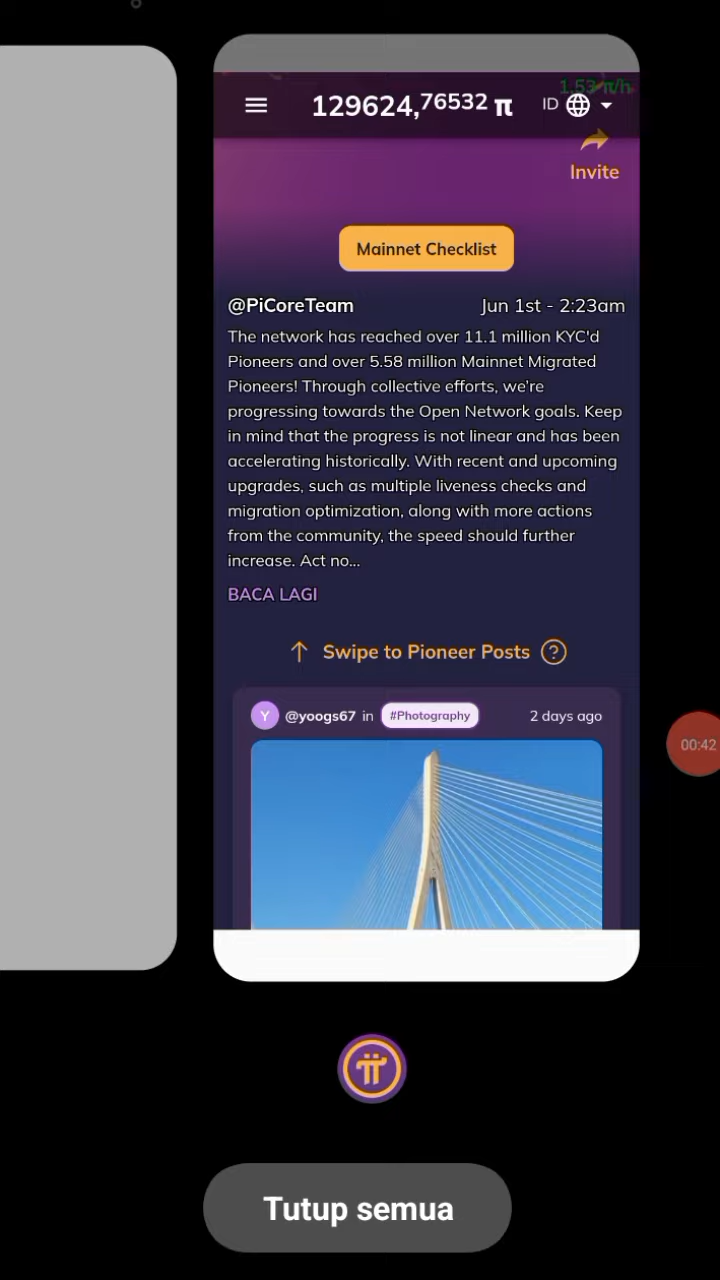 1.53 π/h
129624,76532 π
ID
Invite
Mainnet Checklist
@PiCoreTeam
Jun 1st - 2:23am
The network has reached over 11.1 million KYC'd
Pioneers and over 5.58 million Mainnet Migrated
Pioneers! Through collective efforts, we're
progressing towards the Open Network goals. Keep
in mind that the progress is not linear and has been
accelerating historically. With recent and upcoming
upgrades, such as multiple liveness checks and
migration optimization, along with more actions
from the community, the speed should further
increase. Act no...
BACA LAGI
↑ Swipe to Pioneer Posts ?
Y @yoogs67 in #Photography 2 days ago
00:42
Tutup semua